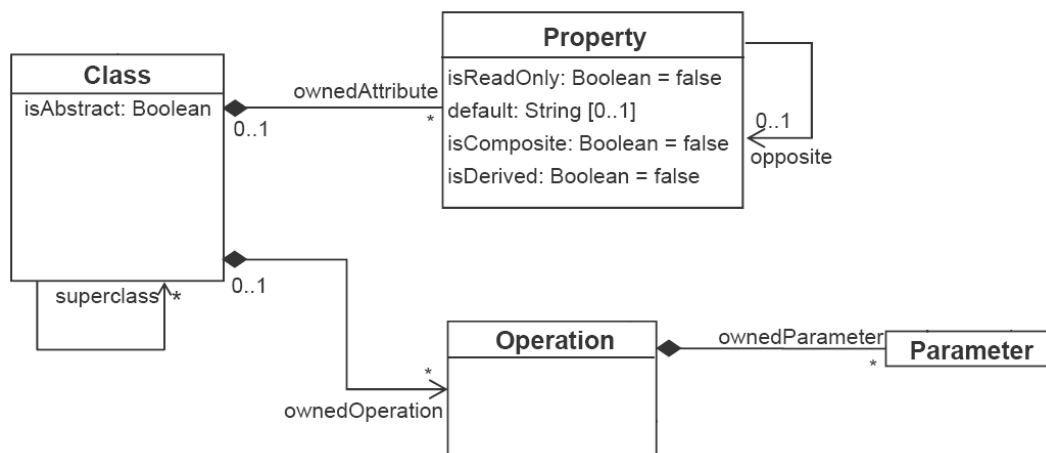 Class
isAbstract: Boolean
ownedAttribute
0..1
*
Property
isReadOnly: Boolean = false
default: String [0..1]
isComposite: Boolean = false
isDerived: Boolean = false
0..1
opposite
superclass
*
0..1
*
ownedOperation
Operation
ownedParameter
*
Parameter